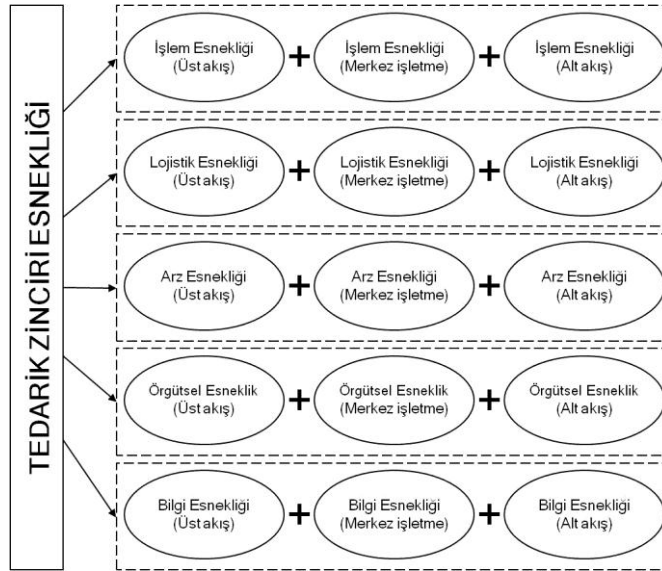 TEDARİK ZİNCİRİ ESNEKLİĞİ
İşlem Esnekliği
(Üst akış)
+
İşlem Esnekliği
(Merkez işletme)
+
İşlem Esnekliği
(Alt akış)
Lojistik Esnekliği
(Üst akış)
+
Lojistik Esnekliği
(Merkez işletme)
+
Lojistik Esnekliği
(Alt akış)
Arz Esnekliği
(Üst akış)
+
Arz Esnekliği
(Merkez işletme)
+
Arz Esnekliği
(Alt akış)
Örgütsel Esneklik
(Üst akış)
+
Örgütsel Esneklik
(Merkez işletme)
+
Örgütsel Esneklik
(Alt akış)
Bilgi Esnekliği
(Üst akış)
+
Bilgi Esnekliği
(Merkez işletme)
+
Bilgi Esnekliği
(Alt akış)